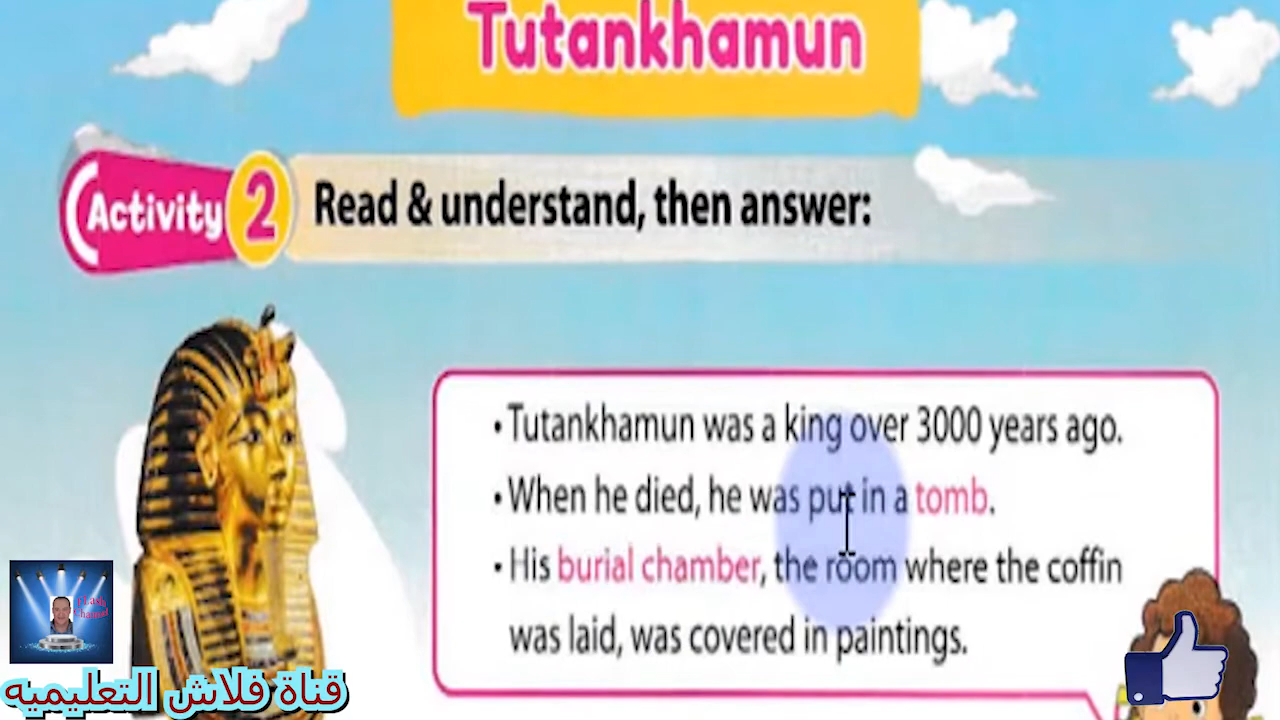 Tutankhamun
Activity 2 Read & understand, then answer:
• Tutankhamun was a king over 3000 years ago.
• When he died, he was put in a tomb.
• His burial chamber, the room where the coffin
was laid, was covered in paintings.
Flash
Channel
قناة فلاش التعليميه